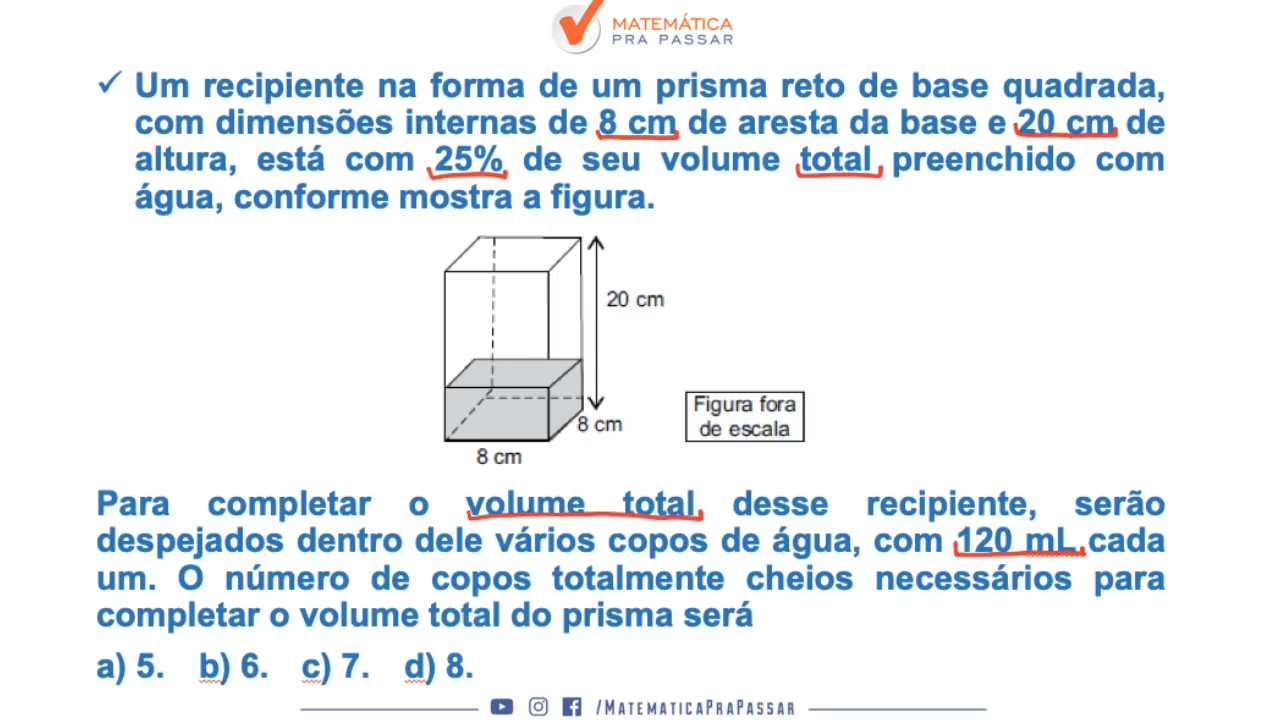 MATEMÁTICA
PRA PASSAR
✓ Um recipiente na forma de um prisma reto de base quadrada,
com dimensões internas de 8 cm de aresta da base e 20 cm de
altura, está com 25% de seu volume total preenchido com
água, conforme mostra a figura.
20 cm
Figura fora
de escala
8 cm
8 cm
Para completar o volume total desse recipiente, serão
despejados dentro dele vários copos de água, com 120 mL cada
um. O número de copos totalmente cheios necessários para
completar o volume total do prisma será
a) 5. b) 6. c) 7. d) 8.
/MATEMATICAPRAPASSAR